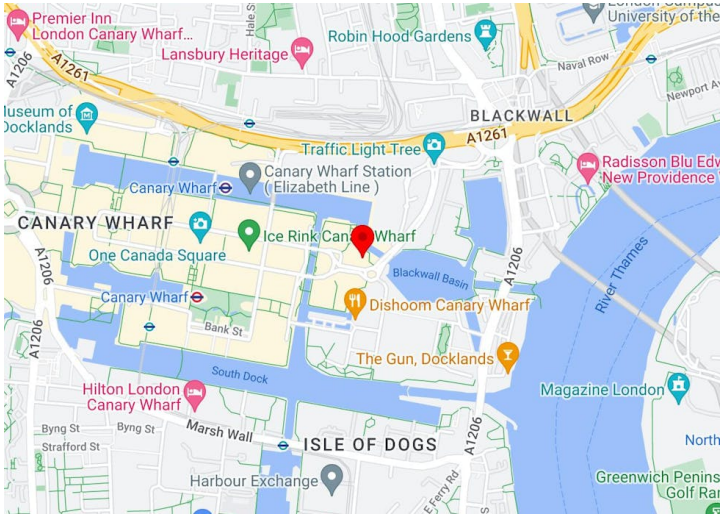 Premier Inn
London Canary Wharf...
Hale St
Lansbury Heritage
Robin Hood Gardens
University of the
Naval Row
Newport Av
A1206
A1261
BLACKWALL
A1261
Museum of
Docklands
Traffic Light Tree
Canary Wharf
Canary Wharf Station
( Elizabeth Line )
Radisson Blu Edw
New Providence
CANARY WHARF
Ice Rink Canary Wharf
One Canada Square
Blackwall Basin
A1206
A1206
River Thames
Canary Wharf
Dishoom Canary Wharf
Bank St
The Gun, Docklands
South Dock
Magazine London
Hilton London
Canary Wharf
A1206
Byng St
Byng St
Marsh Wall
ISLE OF DOGS
A1206
Strafford St
North
Harbour Exchange
E Ferry Rd
Greenwich Penins
Golf Ra